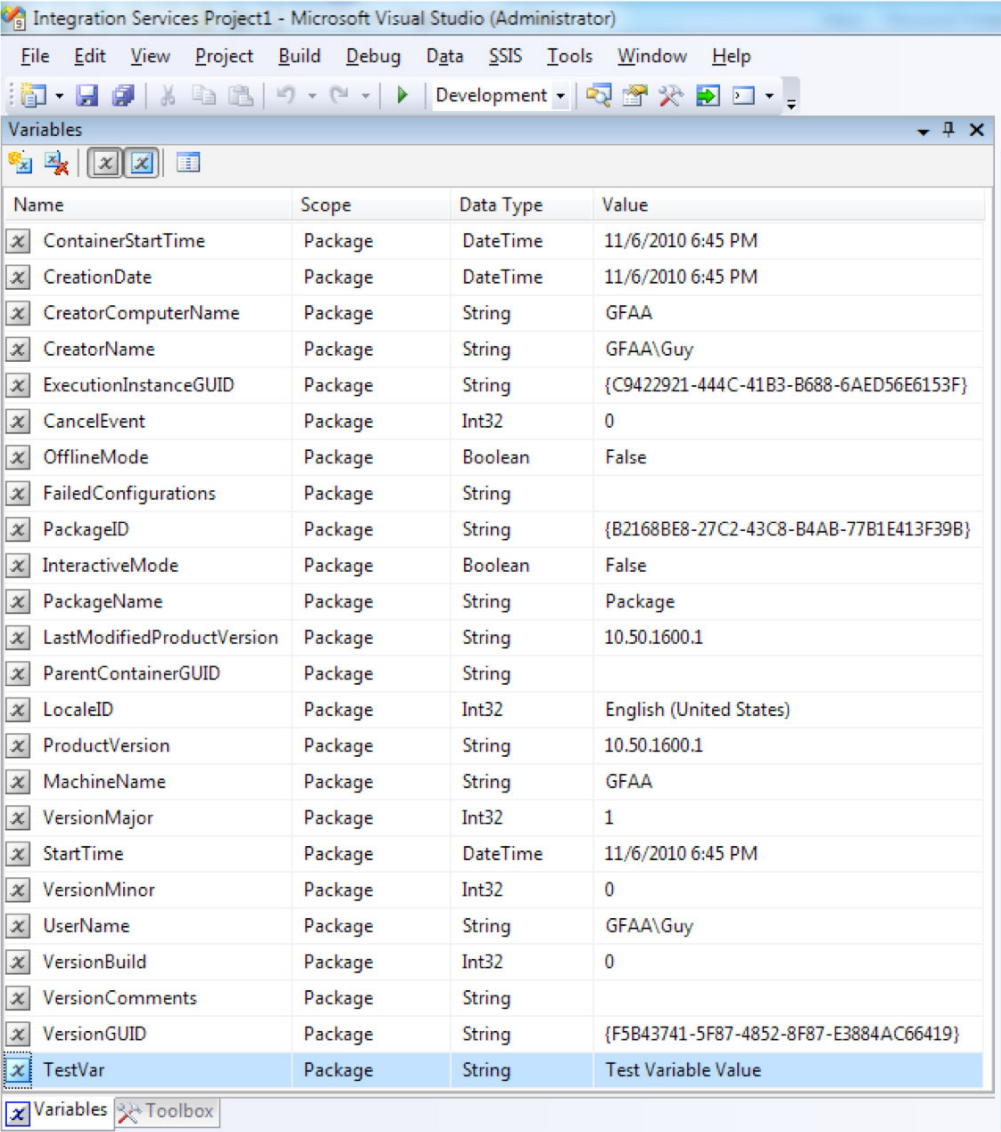 Integration Services Project1 - Microsoft Visual Studio (Administrator)
File Edit View Project Build Debug Data SSIS Tools Window Help
Development
Variables
Name Scope Data Type Value
ContainerStartTime Package DateTime 11/6/2010 6:45 PM
CreationDate Package DateTime 11/6/2010 6:45 PM
CreatorComputerName Package String GFAA
CreatorName Package String GFAA\Guy
ExecutionInstanceGUID Package String {C9422921-444C-41B3-B688-6AED56E6153F}
CancelEvent Package Int32 0
OfflineMode Package Boolean False
FailedConfigurations Package String
PackageID Package String {B2168BE8-27C2-43C8-B4AB-77B1E413F39B}
InteractiveMode Package Boolean False
PackageName Package String Package
LastModifiedProductVersion Package String 10.50.1600.1
ParentContainerGUID Package String
LocaleID Package Int32 English (United States)
ProductVersion Package String 10.50.1600.1
MachineName Package String GFAA
VersionMajor Package Int32 1
StartTime Package DateTime 11/6/2010 6:45 PM
VersionMinor Package Int32 0
UserName Package String GFAA\Guy
VersionBuild Package Int32 0
VersionComments Package String
VersionGUID Package String {F5B43741-5F87-4852-8F87-E3884AC66419}
TestVar Package String Test Variable Value
Variables Toolbox